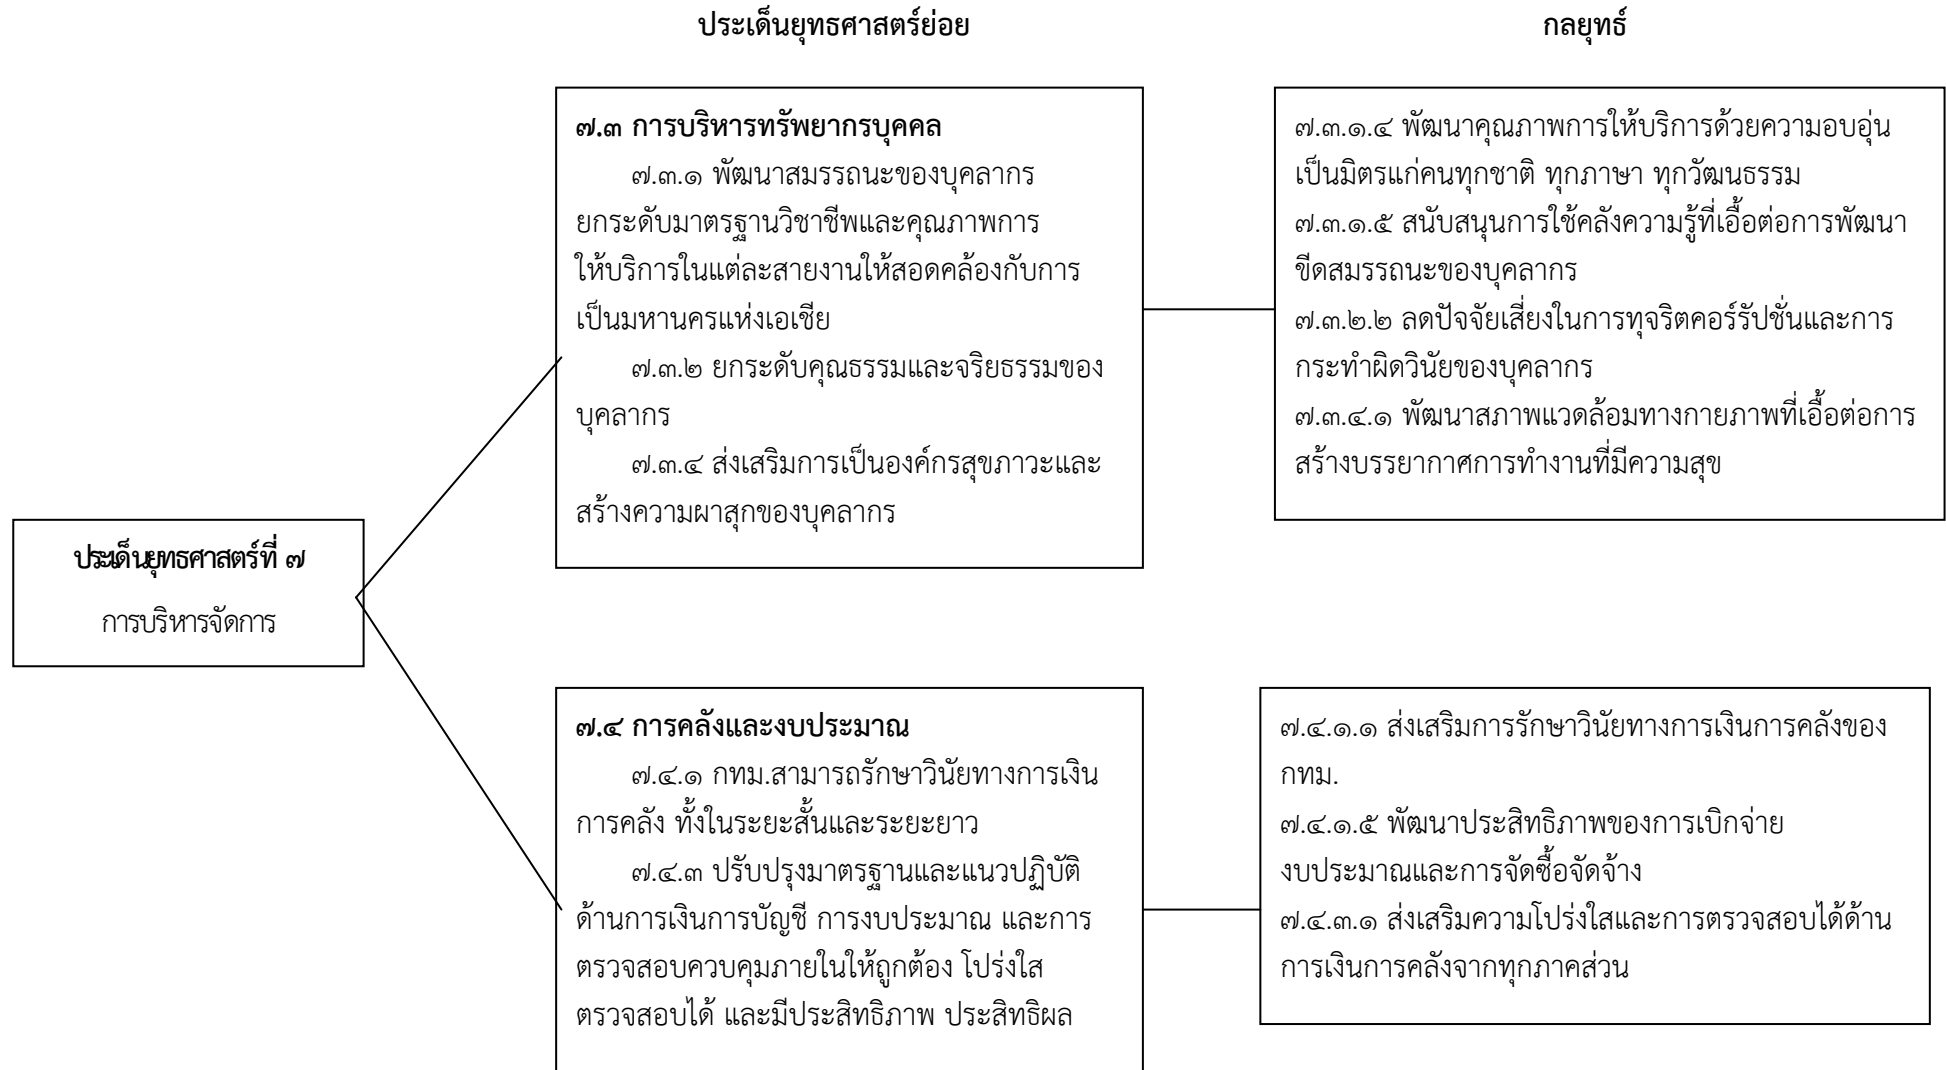 ประเด็นยุทธศาสตร์ย่อย
กลยุทธ์
๗.๓ การบริหารทรัพยากรบุคคล
๗.๓.๑ พัฒนาสมรรถนะของบุคลากร
ยกระดับมาตรฐานวิชาชีพและคุณภาพการ
ให้บริการในแต่ละสายงานให้สอดคล้องกับการ
เป็นมหานครแห่งเอเชีย
๗.๓.๒ ยกระดับคุณธรรมและจริยธรรมของ
บุคลากร
๗.๓.๔ ส่งเสริมการเป็นองค์กรสุขภาวะและ
สร้างความผาสุกของบุคลากร
๗.๓.๑.๔ พัฒนาคุณภาพการให้บริการด้วยความอบอุ่น
เป็นมิตรแก่คนทุกชาติ ทุกภาษา ทุกวัฒนธรรม
๗.๓.๑.๕ สนับสนุนการใช้คลังความรู้ที่เอื้อต่อการพัฒนา
ขีดสมรรถนะของบุคลากร
๗.๓.๒.๒ ลดปัจจัยเสี่ยงในการทุจริตคอร์รัปชั่นและการ
กระทำผิดวินัยของบุคลากร
๗.๓.๔.๑ พัฒนาสภาพแวดล้อมทางกายภาพที่เอื้อต่อการ
สร้างบรรยากาศการทำงานที่มีความสุข
ประเด็นยุทธศาสตร์ที่ ๗
การบริหารจัดการ
๗.๔ การคลังและงบประมาณ
๗.๔.๑ กทม.สามารถรักษาวินัยทางการเงิน
การคลัง ทั้งในระยะสั้นและระยะยาว
๗.๔.๓ ปรับปรุงมาตรฐานและแนวปฏิบัติ
ด้านการเงินการบัญชี การงบประมาณ และการ
ตรวจสอบควบคุมภายในให้ถูกต้อง โปร่งใส
ตรวจสอบได้ และมีประสิทธิภาพ ประสิทธิผล
๗.๔.๑.๑ ส่งเสริมการรักษาวินัยทางการเงินการคลังของ
กทม.
๗.๔.๑.๕ พัฒนาประสิทธิภาพของการเบิกจ่าย
งบประมาณและการจัดซื้อจัดจ้าง
๗.๔.๓.๑ ส่งเสริมความโปร่งใสและการตรวจสอบได้ด้าน
การเงินการคลังจากทุกภาคส่วน